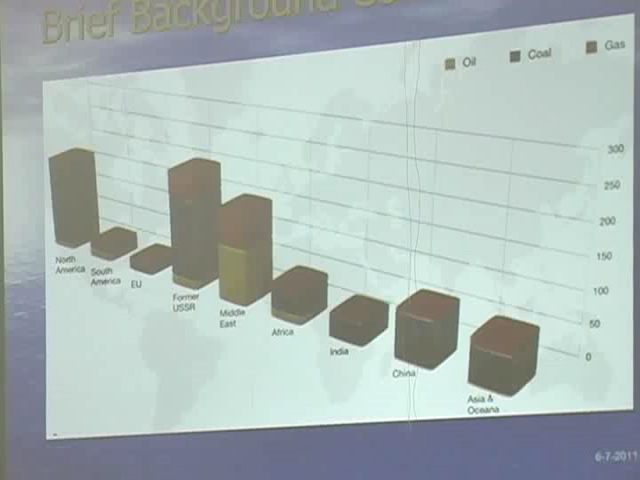 Brief Background
Oil
Coal
Gas
300
250
200
150
100
50
0
North
America
South
America
EU
Former
USSR
Middle
East
Africa
India
China
Asia &
Oceana
6-7-2011